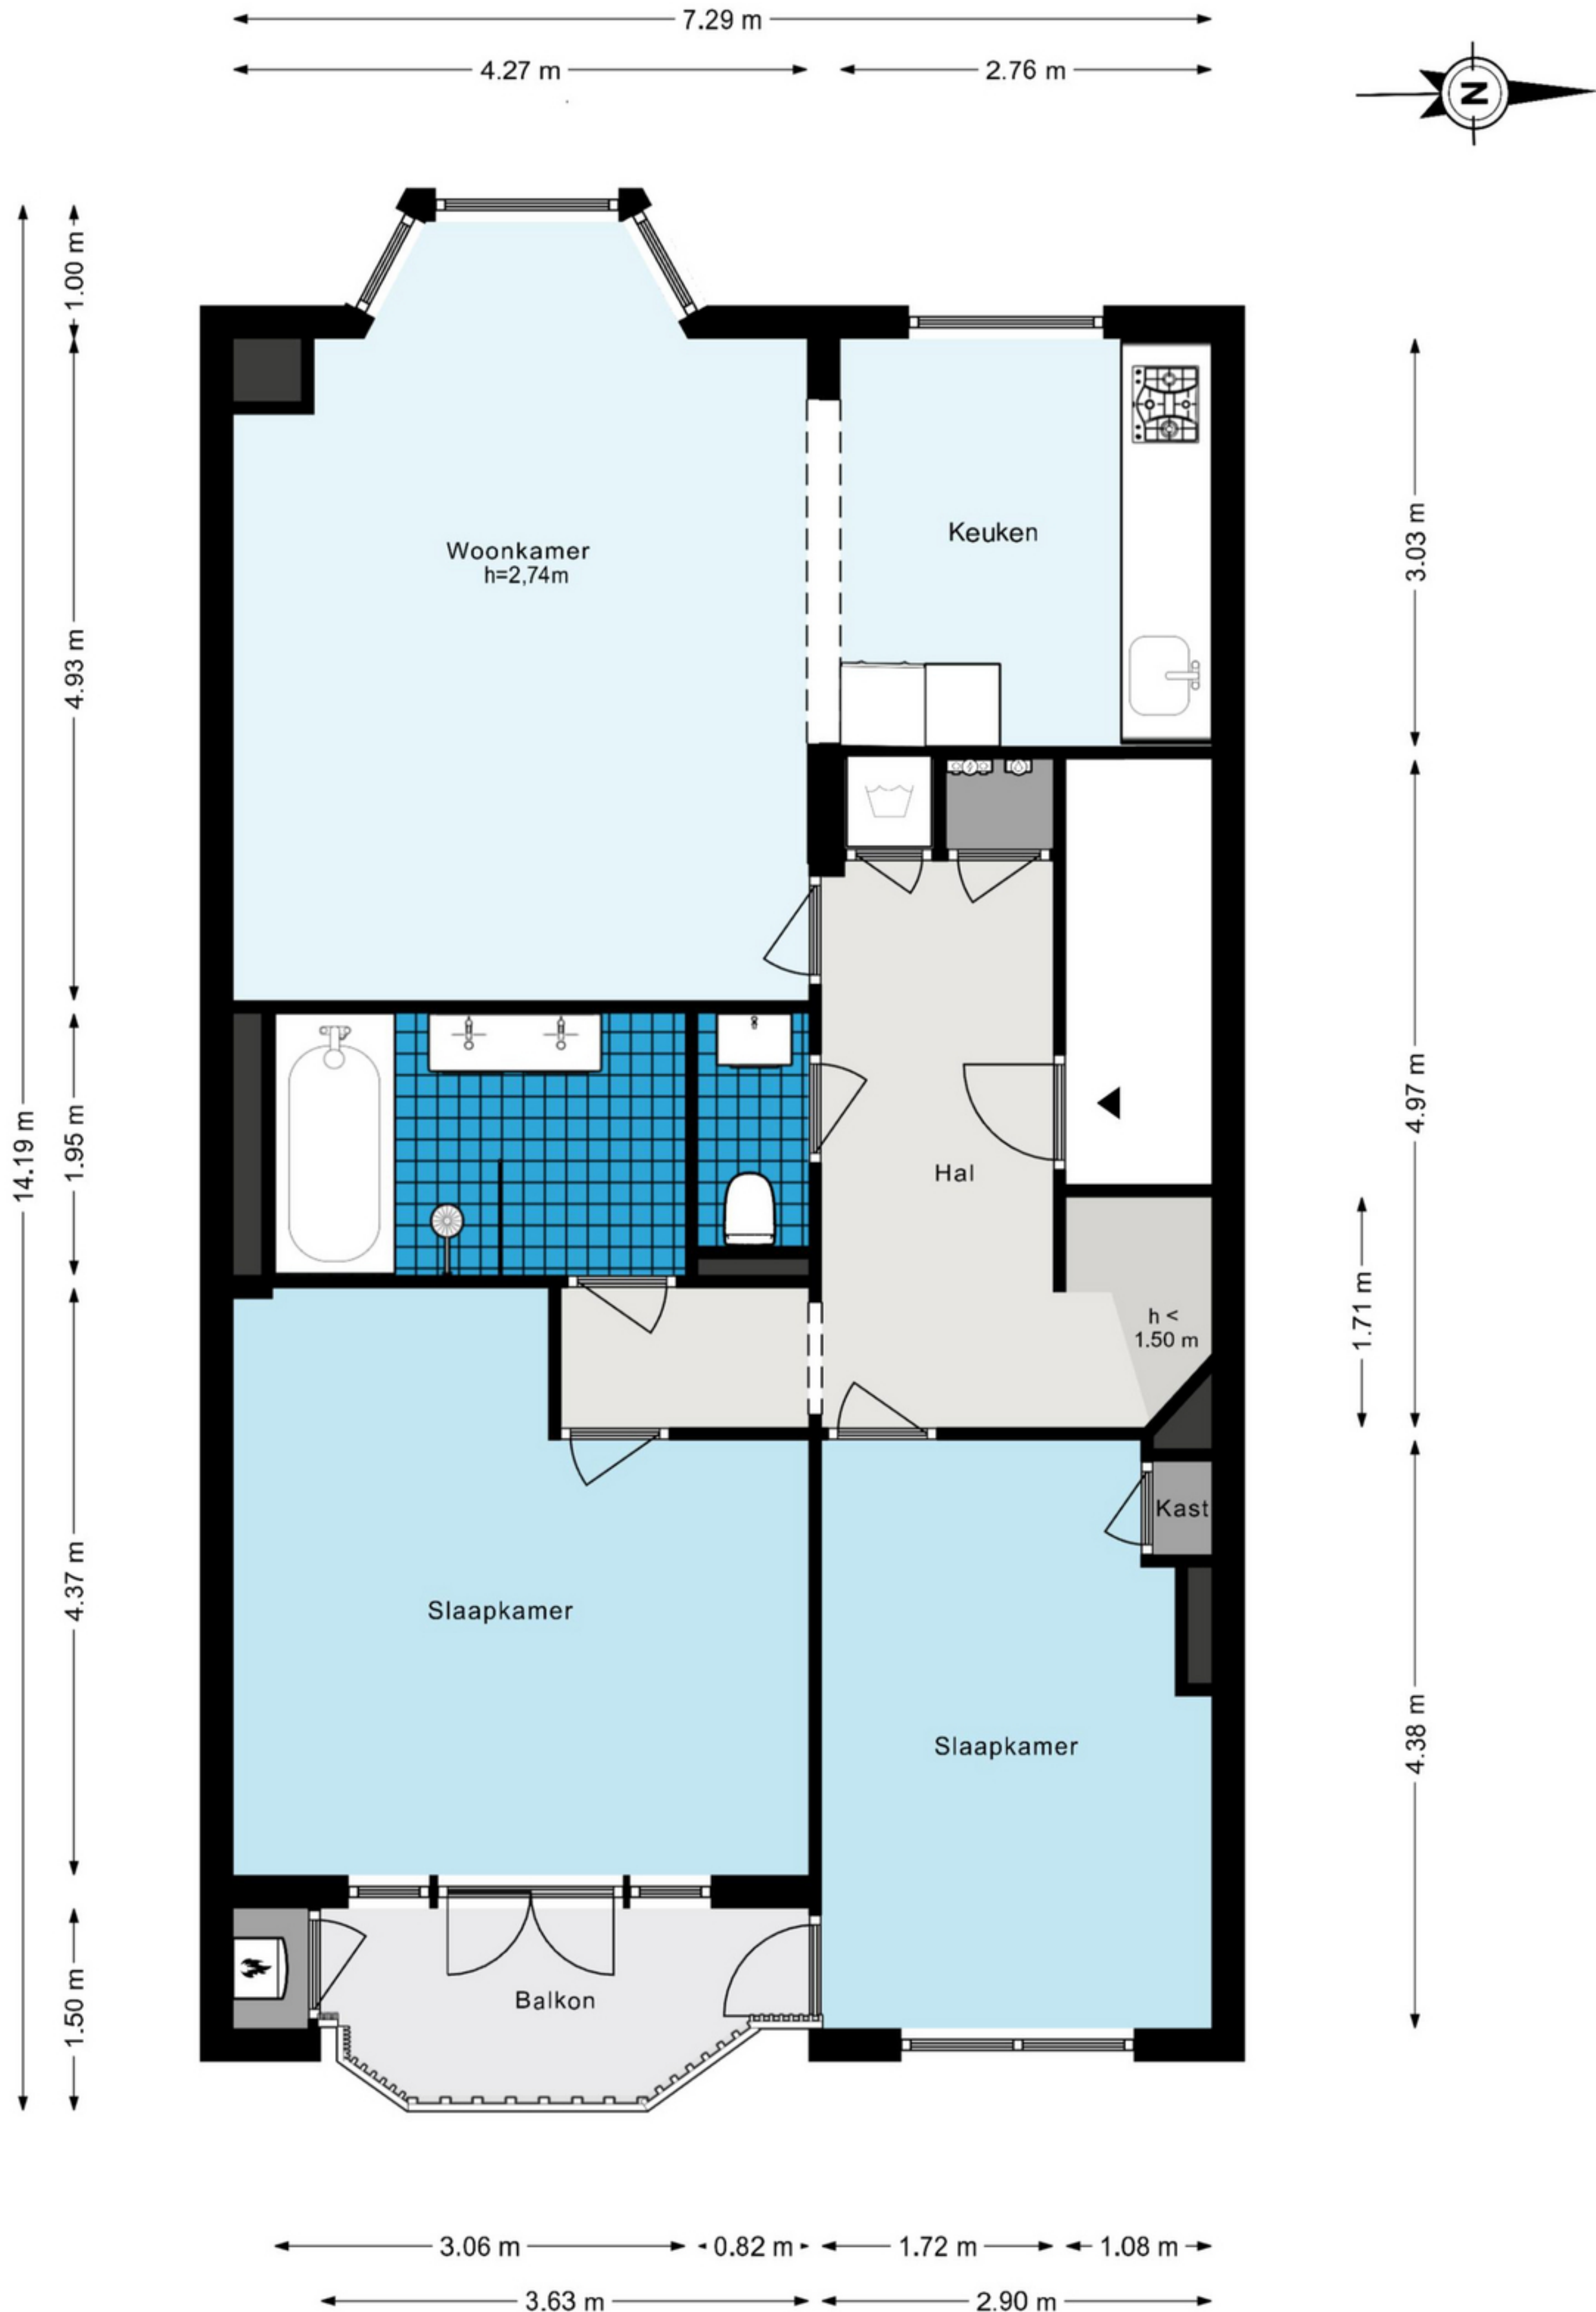 7.29 m
4.27 m
2.76 m
N
1.00 m
4.93 m
14.19 m
1.95 m
4.37 m
1.50 m
Woonkamer
h=2,74m
Keuken
3.03 m
Hal
4.97 m
1.71 m
h <
1.50 m
Kast
Slaapkamer
Slaapkamer
4.38 m
Balkon
3.06 m
0.82 m
1.72 m
1.08 m
3.63 m
2.90 m